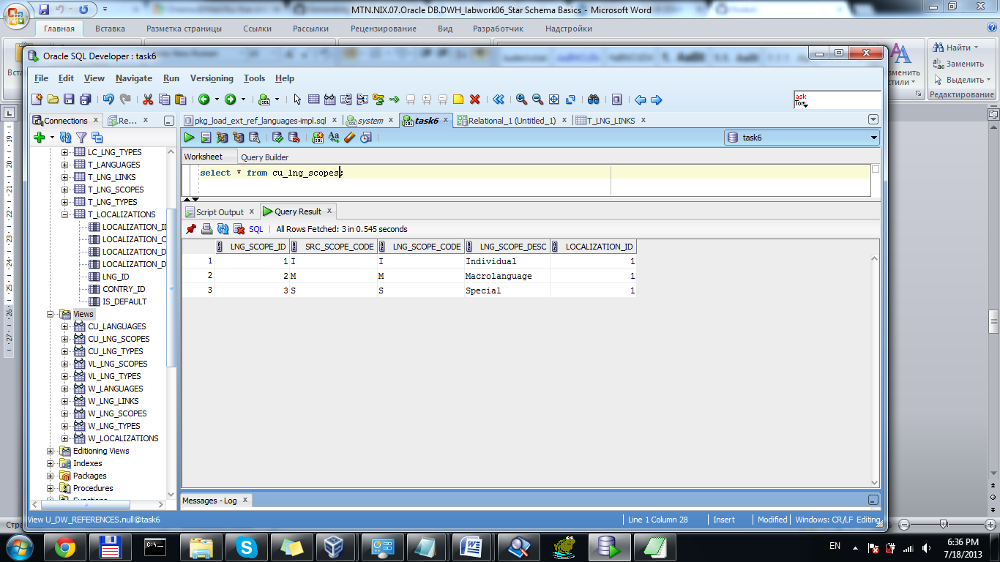 MTN.NIX.07.Oracle DB.DWH_labwork06_Star Schema Basics - Microsoft Word
Главная Вставка Разметка страницы Ссылки Рассылки Рецензирование Вид Разработчик Надстройки
Найти
Заменить
Выделить
Редактирование
Oracle SQL Developer : task6
File Edit View Navigate Run Versioning Tools Help
ask
Connections Re...
pkg_load_ext_ref_languages-impl.sql system task6 Relational_1 (Untitled_1) T_LNG_LINKS
task6
Worksheet Query Builder
select * from cu_lng_scopes;
Script Output Query Result
SQL All Rows Fetched: 3 in 0.545 seconds
LNG_SCOPE_ID SRC_SCOPE_CODE LNG_SCOPE_CODE LNG_SCOPE_DESC LOCALIZATION_ID
1 1 I I Individual 1
2 2 M M Macrolanguage 1
3 3 S S Special 1
LC_LNG_TYPES
T_LANGUAGES
T_LNG_LINKS
T_LNG_SCOPES
T_LNG_TYPES
T_LOCALIZATIONS
LOCALIZATION_ID
LOCALIZATION_C
LOCALIZATION_D
LOCALIZATION_D
LNG_ID
CONTRY_ID
IS_DEFAULT
Views
CU_LANGUAGES
CU_LNG_SCOPES
CU_LNG_TYPES
VL_LNG_SCOPES
VL_LNG_TYPES
W_LANGUAGES
W_LNG_LINKS
W_LNG_SCOPES
W_LNG_TYPES
W_LOCALIZATIONS
Editioning Views
Indexes
Packages
Procedures
Messages - Log
View U_DW_REFERENCES.null@task6 Line 1 Column 28 Insert Modified Windows: CR/LF Editing
EN 6:36 PM
7/18/2013